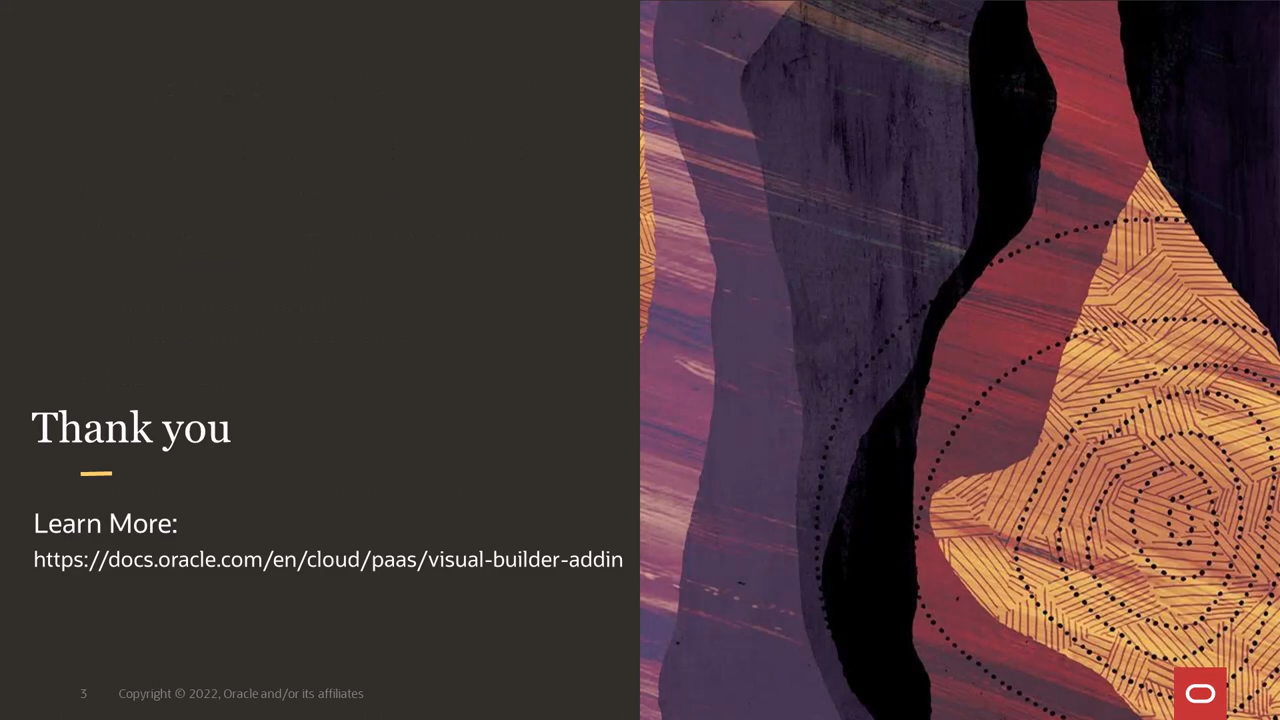 Thank you
Learn More:
https://docs.oracle.com/en/cloud/paas/visual-builder-addin
3 Copyright © 2022, Oracle and/or its affiliates